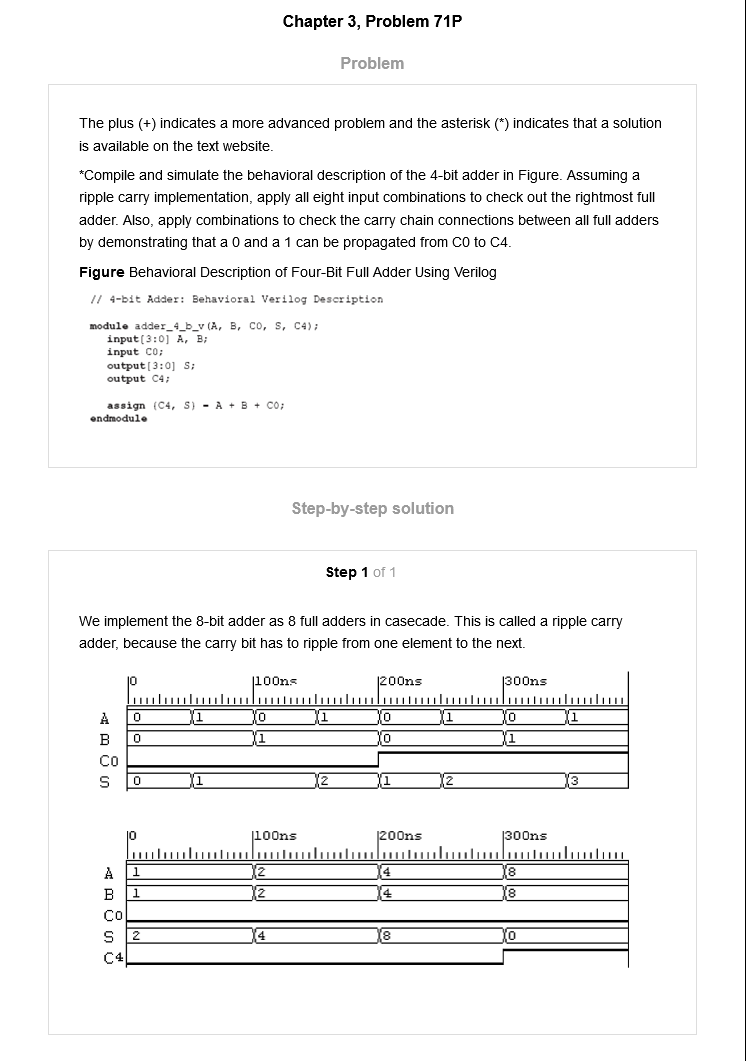 Chapter 3, Problem 71P
Problem
The plus (+) indicates a more advanced problem and the asterisk (*) indicates that a solution
is available on the text website.
*Compile and simulate the behavioral description of the 4-bit adder in Figure. Assuming a
ripple carry implementation, apply all eight input combinations to check out the rightmost full
adder. Also, apply combinations to check the carry chain connections between all full adders
by demonstrating that a 0 and a 1 can be propagated from C0 to C4.
Figure Behavioral Description of Four-Bit Full Adder Using Verilog
// 4-bit Adder: Behavioral Verilog Description
module adder_4_b_v(A, B, C0, S, C4);
input[3:0] A, B;
input C0;
output[3:0] S;
output C4;
assign {C4, S} = A + B + C0;
endmodule
Step-by-step solution
Step 1 of 1
We implement the 8-bit adder as 8 full adders in casecade. This is called a ripple carry
adder, because the carry bit has to ripple from one element to the next.
0 100ns 200ns 300ns
A 0 1 0 1 0 1 0 1
B 0 1 0 1
C0
S 0 1 2 1 2 3
0 100ns 200ns 300ns
A 1 2 4 8
B 1 2 4 8
C0
S 2 4 8 0
C4